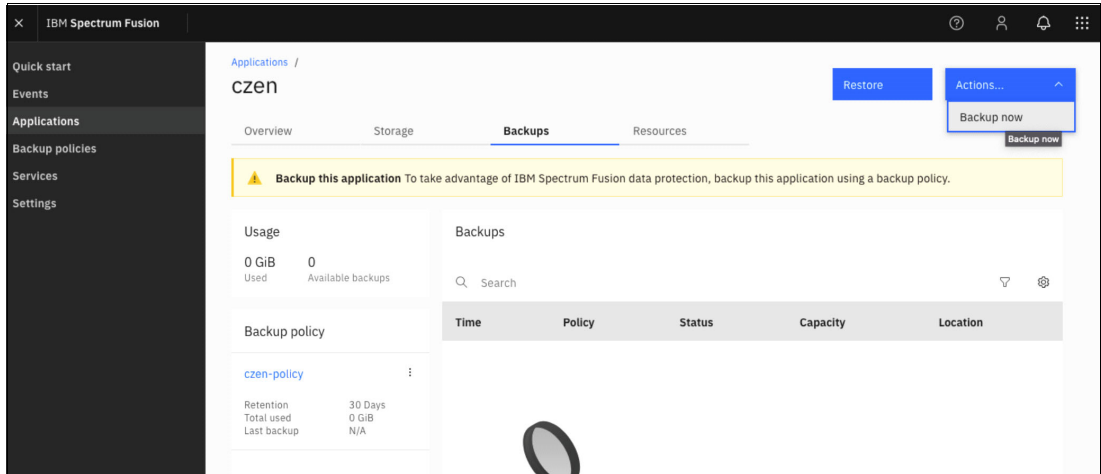 IBM Spectrum Fusion
Quick start
Events
Applications
Backup policies
Services
Settings
Applications /
czen
Restore
Actions...
Backup now
Backup now
Overview Storage Backups Resources
Backup this application To take advantage of IBM Spectrum Fusion data protection, backup this application using a backup policy.
Usage
0 GiB 0
Used Available backups
Backup policy
czen-policy
Retention 30 Days
Total used 0 GiB
Last backup N/A
Backups
Search
Time Policy Status Capacity Location